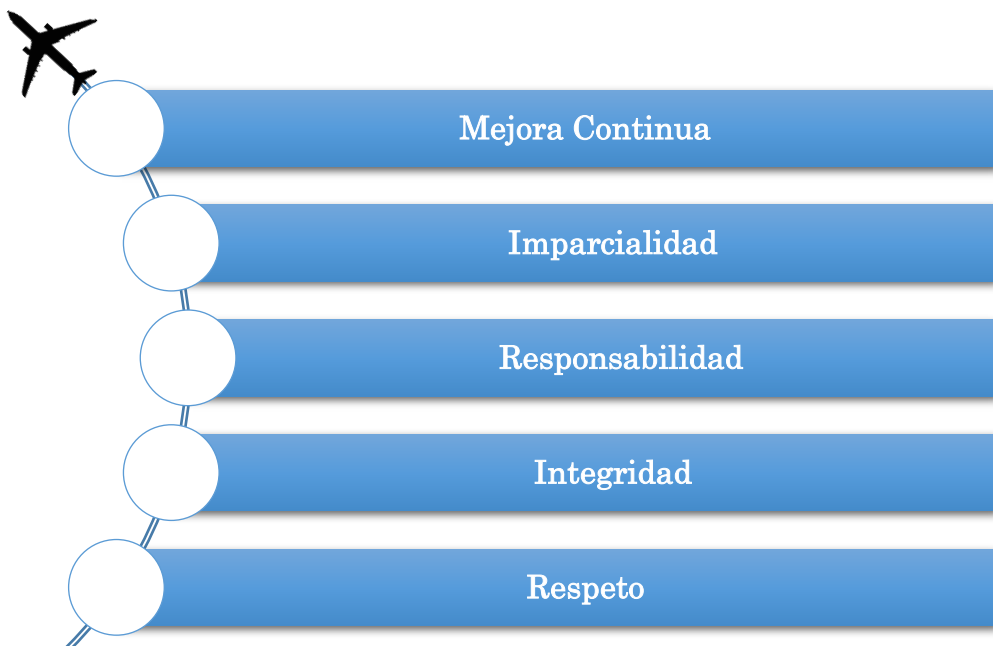 Mejora Continua
Imparcialidad
Responsabilidad
Integridad
Respeto